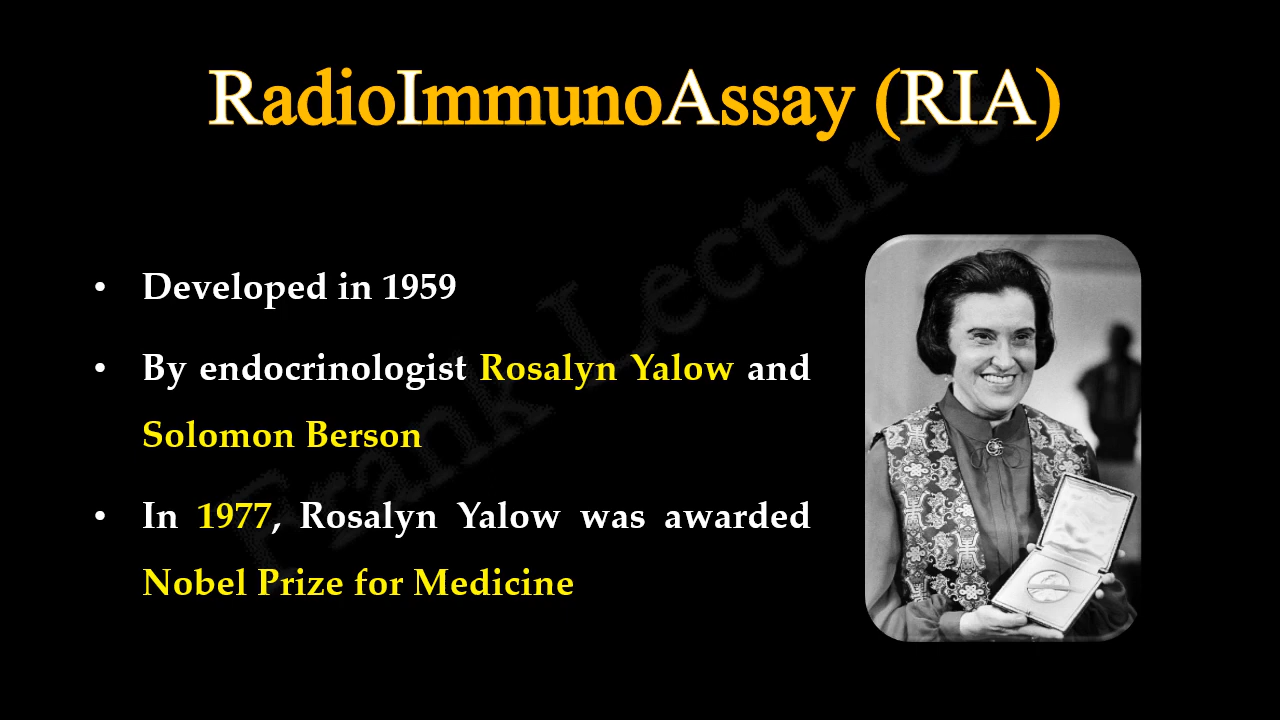 RadioImmunoAssay (RIA)
• Developed in 1959
• By endocrinologist Rosalyn Yalow and
Solomon Berson
• In 1977, Rosalyn Yalow was awarded
Nobel Prize for Medicine
Frank Lectures